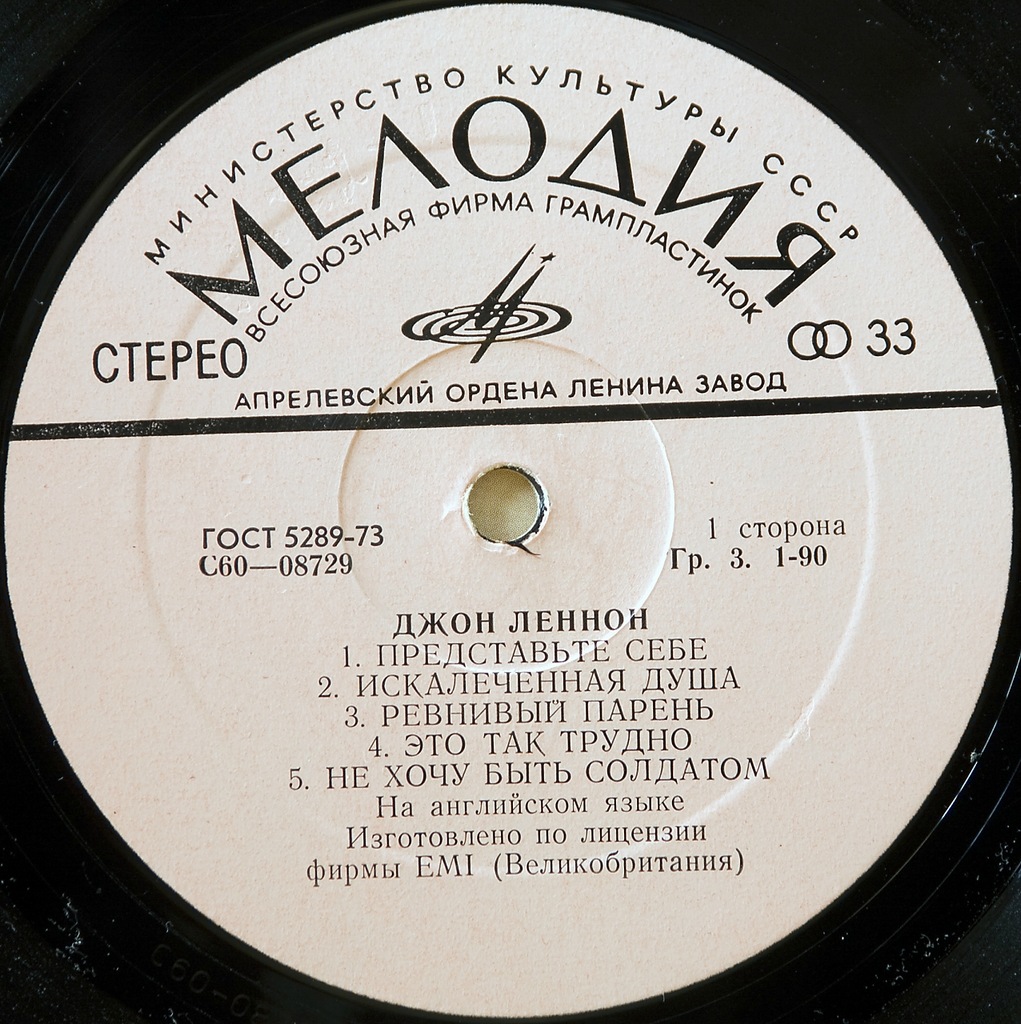 МИНИСТЕРСТВО КУЛЬТУРЫ СССР
МЕЛОДИЯ
ВСЕСОЮЗНАЯ ФИРМА ГРАМПЛАСТИНОК
СТЕРЕО
33
АПРЕЛЕВСКИЙ ОРДЕНА ЛЕНИНА ЗАВОД
ГОСТ 5289-73
С60—08729
1 сторона
Гр. 3. 1-90
ДЖОН ЛЕННОН
1. ПРЕДСТАВЬТЕ СЕБЕ
2. ИСКАЛЕЧЕННАЯ ДУША
3. РЕВНИВЫЙ ПАРЕНЬ
4. ЭТО ТАК ТРУДНО
5. НЕ ХОЧУ БЫТЬ СОЛДАТОМ
На английском языке
Изготовлено по лицензии
фирмы EMI (Великобритания)